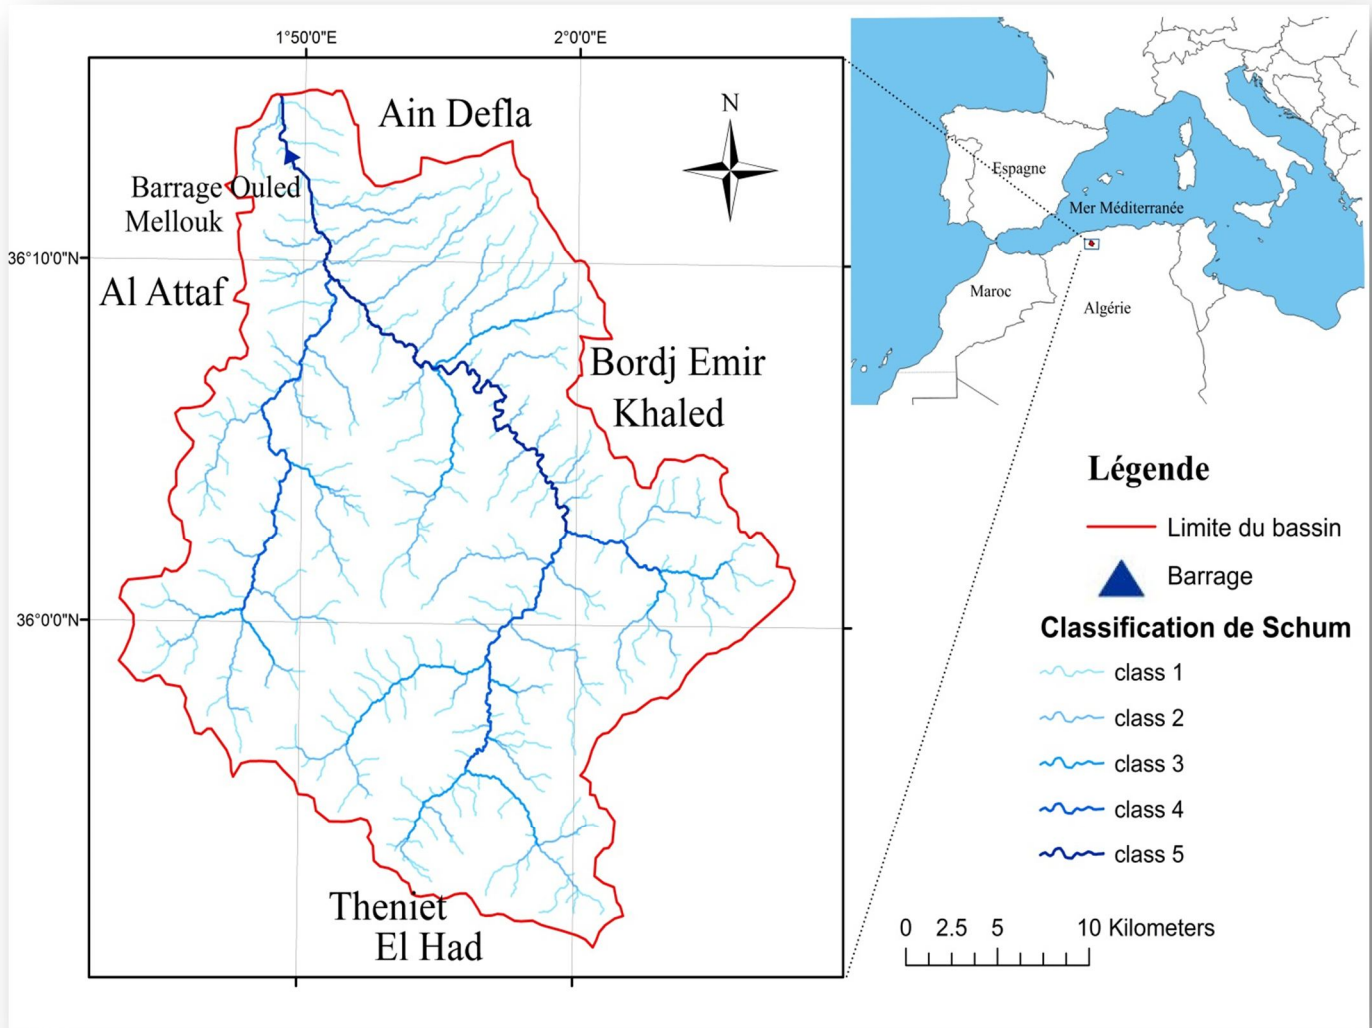 1°50'0"E
2°0'0"E
Ain Defla
N
Barrage Ouled
Mellouk
36°10'0"N
Al Attaf
Bordj Emir
Khaled
36°0'0"N
Theniet
El Had
Espagne
Mer Méditerranée
Maroc
Algérie
Légende
Limite du bassin
Barrage
Classification de Schum
class 1
class 2
class 3
class 4
class 5
0 2.5 5 10 Kilometers